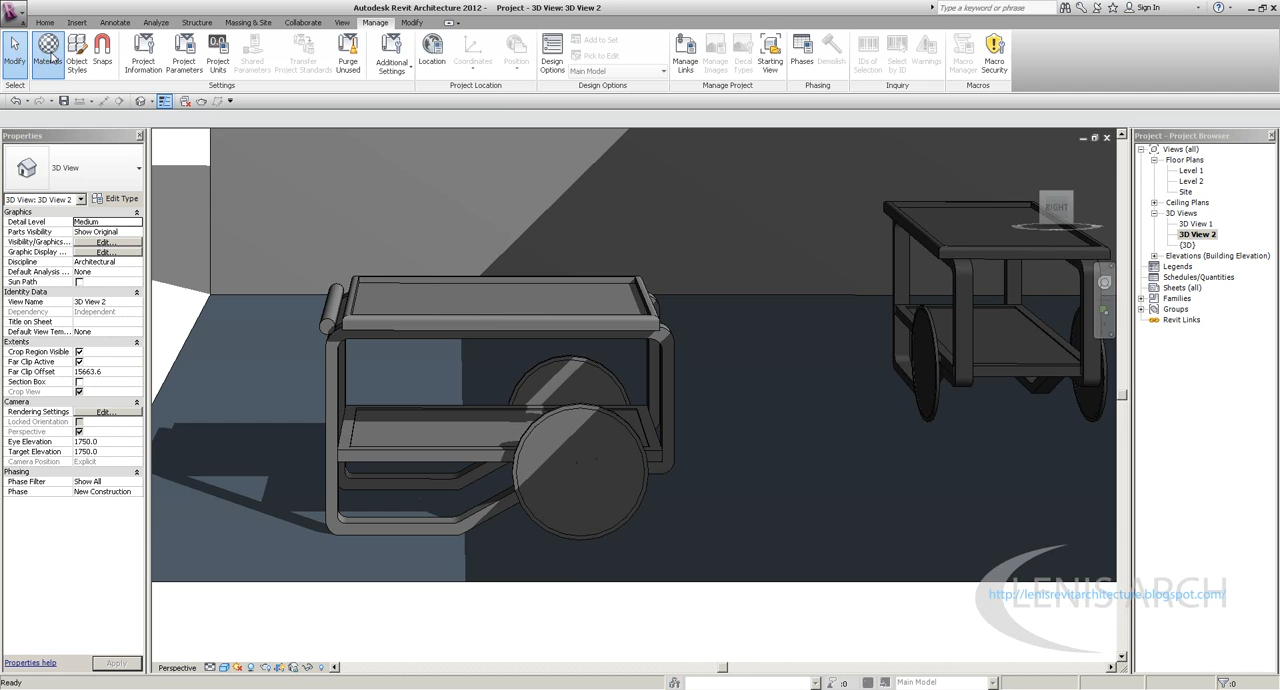 Autodesk Revit Architecture 2012 - Project - 3D View: 3D View 2
Type a keyword or phrase
Sign In
Home Insert Annotate Analyze Structure Massing & Site Collaborate View Manage Modify
Modify
Materials
Object Styles
Snaps
Project Information
Project Parameters
Project Units
Shared Parameters
Transfer Project Standards
Purge Unused
Additional Settings
Location
Coordinates
Position
Design Options
Add to Set
Pick to Edit
Main Model
Manage Links
Manage Images
Decal Types
Starting View
Phases
Demolish
IDs of Selection
Select by ID
Warnings
Macro Manager
Macro Security
Select Settings Project Location Design Options Manage Project Phasing Inquiry Macros
Properties
3D View
3D View: 3D View 2
Edit Type
Graphics
Detail Level Medium
Parts Visibility Show Original
Visibility/Graphics... Edit...
Graphic Display ... Edit...
Discipline Architectural
Default Analysis ... None
Sun Path
Identity Data
View Name 3D View 2
Dependency Independent
Title on Sheet
Default View Tem... None
Extents
Crop Region Visible
Far Clip Active
Far Clip Offset 15663.6
Section Box
Crop View
Camera
Rendering Settings Edit...
Locked Orientation
Perspective
Eye Elevation 1750.0
Target Elevation 1750.0
Camera Position Explicit
Phasing
Phase Filter Show All
Phase New Construction
Properties help
Apply
RIGHT
Project - Project Browser
Views (all)
Floor Plans
Level 1
Level 2
Site
Ceiling Plans
3D Views
3D View 1
3D View 2
{3D}
Elevations (Building Elevation)
Legends
Schedules/Quantities
Sheets (all)
Families
Groups
Revit Links
LENIS ARCH
http://lenisrevitarchitecture.blogspot.com/
Perspective
Ready
:0
Main Model
:0